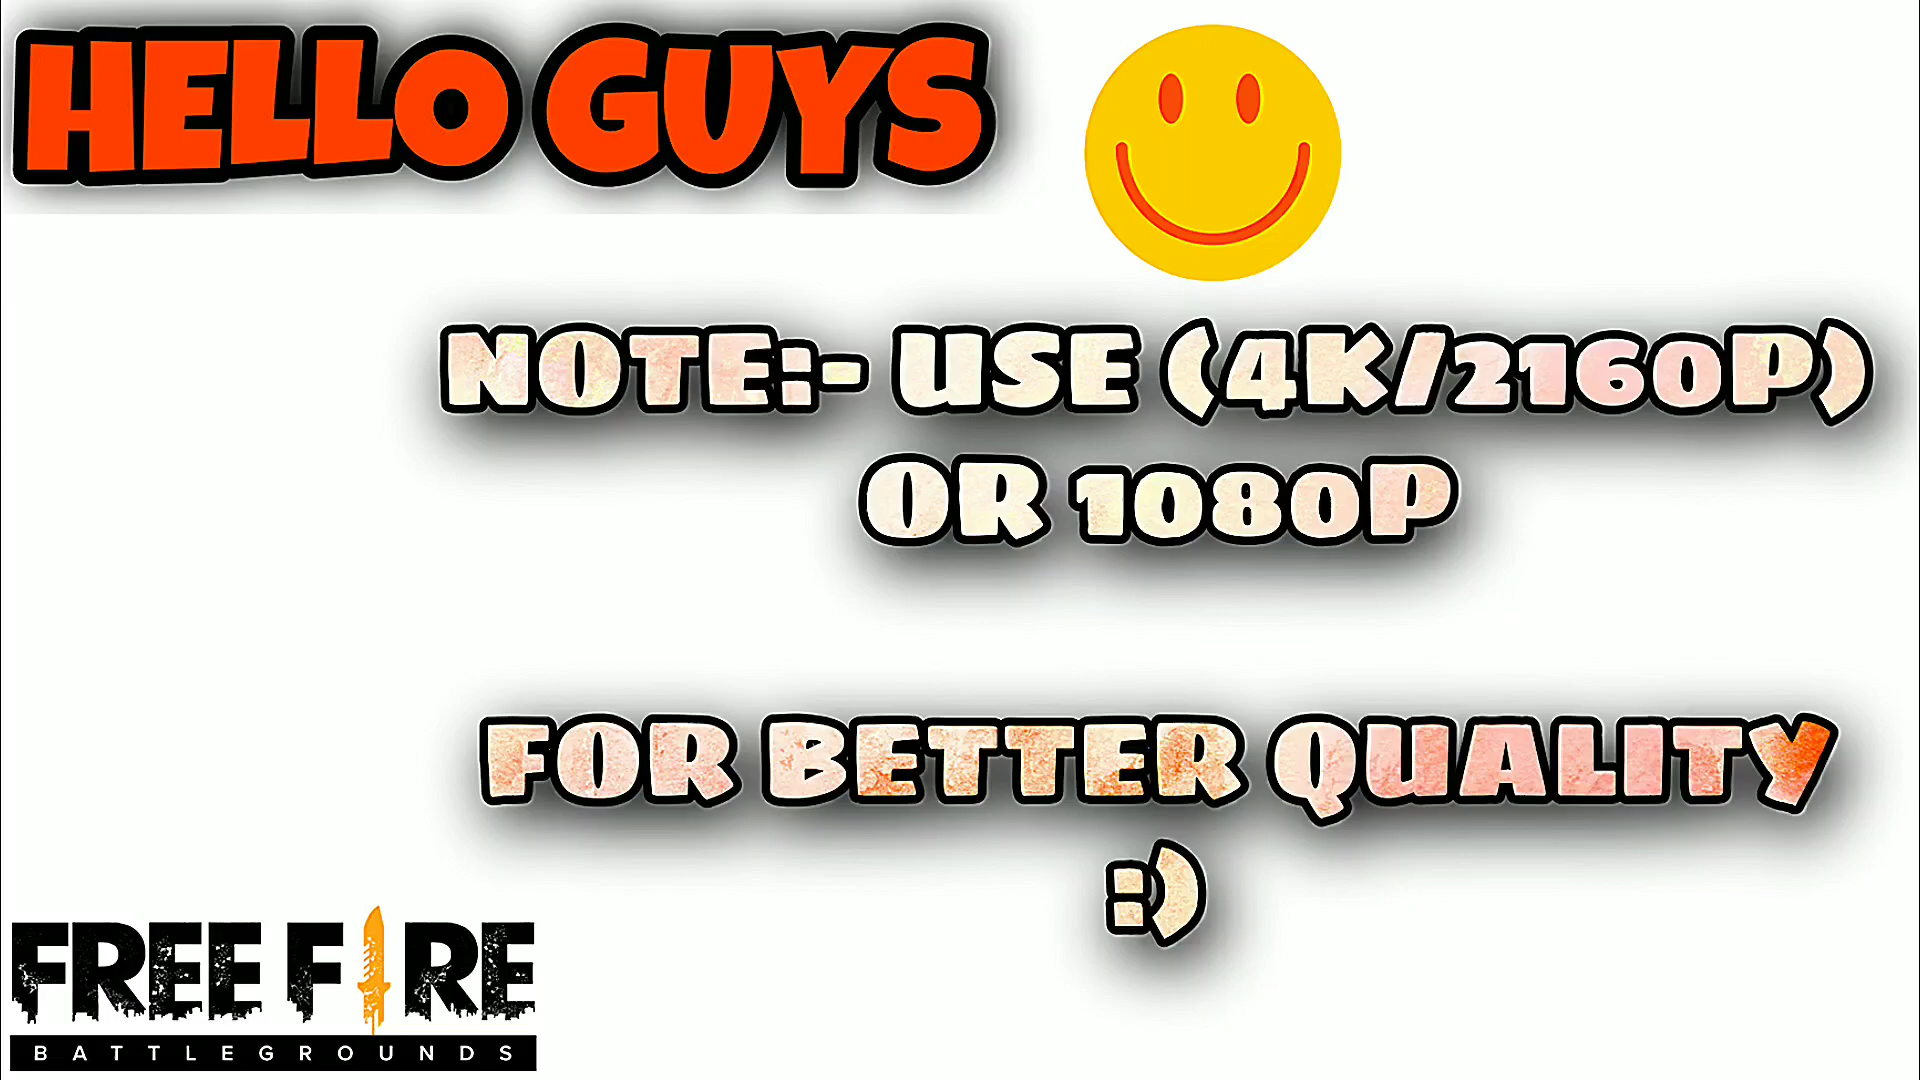 HELLO GUYS
NOTE:- USE (4K/2160P)
OR 1080P
FOR BETTER QUALITY
:)
FREE FIRE
BATTLEGROUNDS